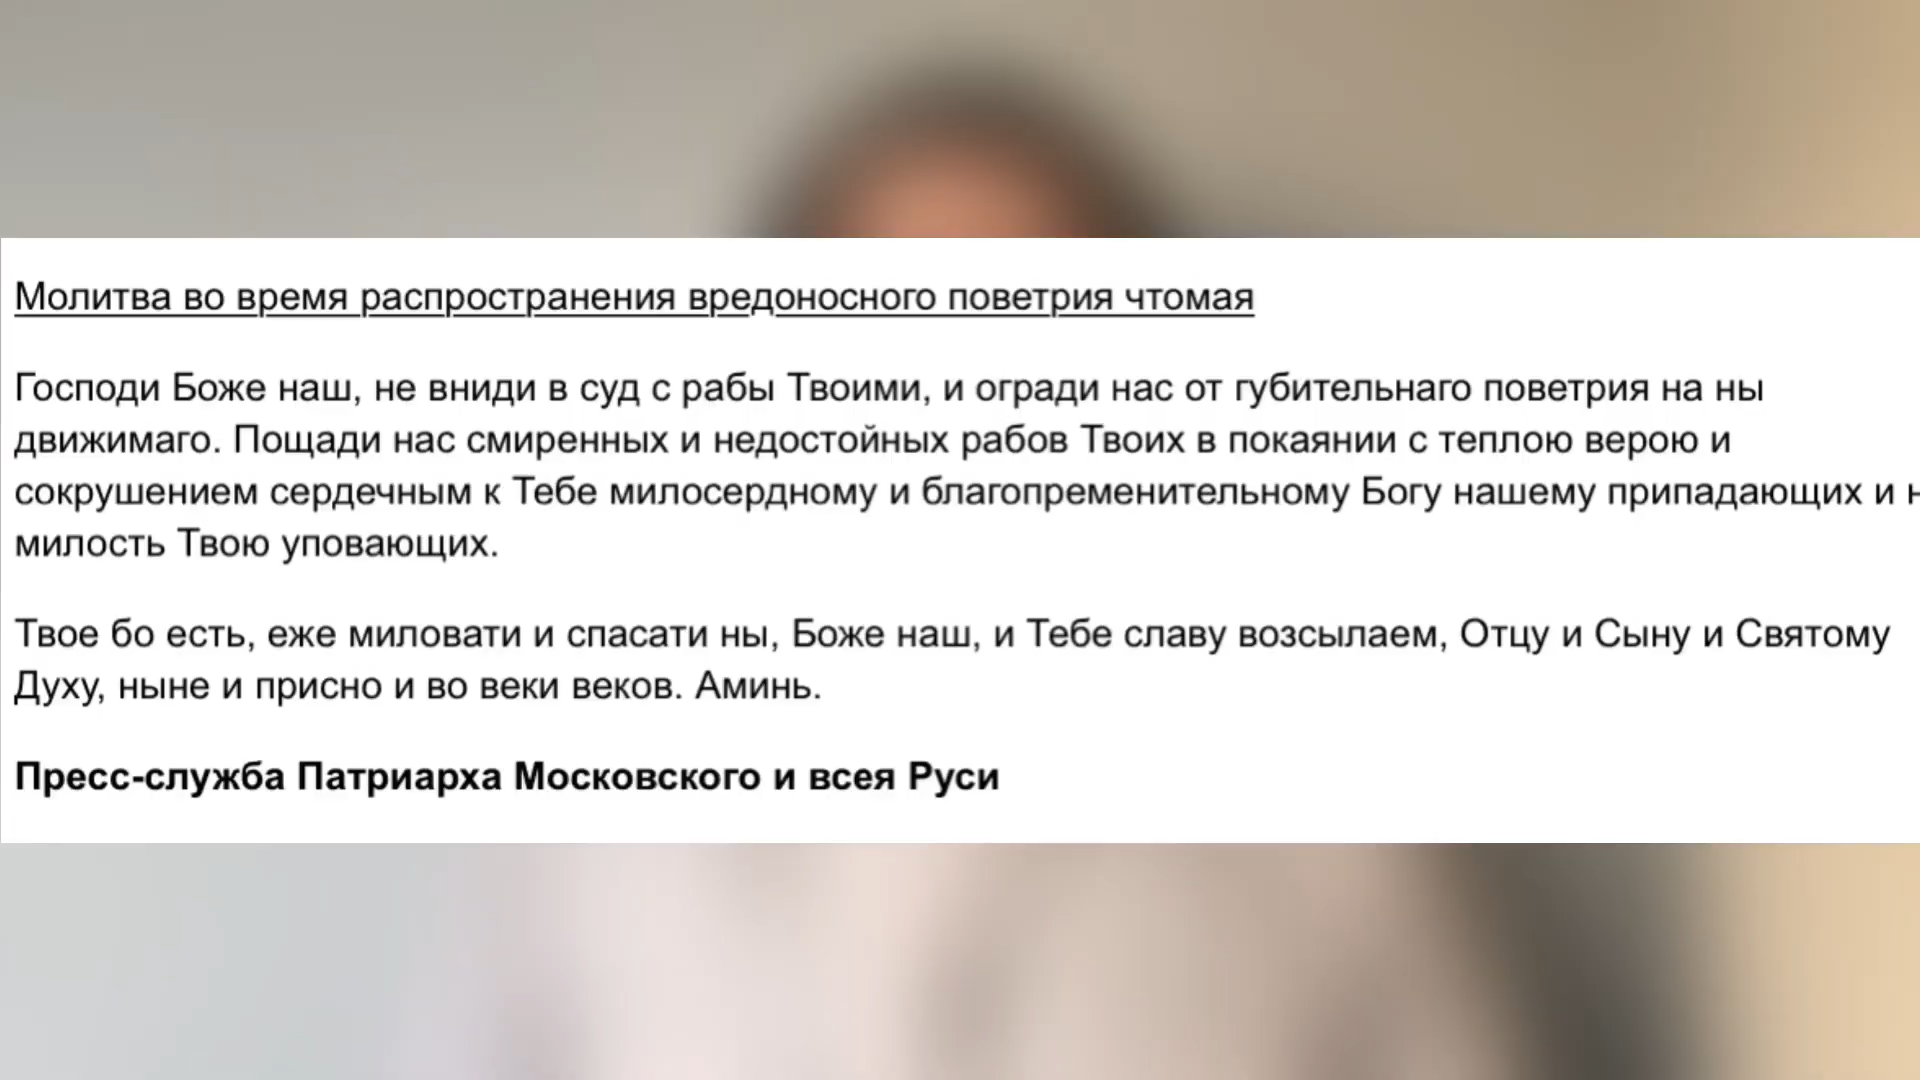 Молитва во время распространения вредоносного поветрия чтомая
Господи Боже наш, не вниди в суд с рабы Твоими, и огради нас от губительнаго поветрия на ны
движимаго. Пощади нас смиренных и недостойных рабов Твоих в покаянии с теплою верою и
сокрушением сердечным к Тебе милосердному и благопременительному Богу нашему припадающих и
милость Твою уповающих.
Твое бо есть, еже миловати и спасати ны, Боже наш, и Тебе славу возсылаем, Отцу и Сыну и Святому
Духу, ныне и присно и во веки веков. Аминь.
Пресс-служба Патриарха Московского и всея Руси